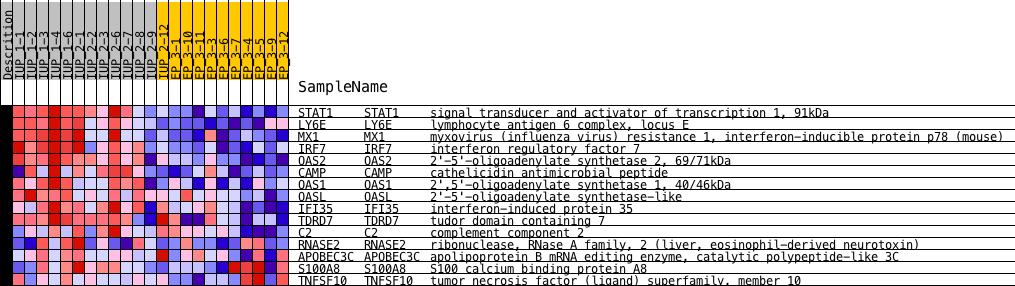 Descrition
IUP_1-1
IUP_1-2
IUP_1-3
IUP_1-4
IUP_1-6
IUP_2-1
IUP_2-2
IUP_2-3
IUP_2-6
IUP_2-7
IUP_2-8
IUP_2-9
IUP_2-12
EP_3-1
EP_3-10
EP_3-11
EP_3-3
EP_3-6
EP_3-7
EP_3-4
EP_3-5
EP_3-9
EP_3-12
SampleName
STAT1 STAT1 signal transducer and activator of transcription 1, 91kDa
LY6E LY6E lymphocyte antigen 6 complex, locus E
MX1 MX1 myxovirus (influenza virus) resistance 1, interferon-inducible protein p78 (mouse)
IRF7 IRF7 interferon regulatory factor 7
OAS2 OAS2 2'-5'-oligoadenylate synthetase 2, 69/71kDa
CAMP CAMP cathelicidin antimicrobial peptide
OAS1 OAS1 2',5'-oligoadenylate synthetase 1, 40/46kDa
OASL OASL 2'-5'-oligoadenylate synthetase-like
IFI35 IFI35 interferon-induced protein 35
TDRD7 TDRD7 tudor domain containing 7
C2 C2 complement component 2
RNASE2 RNASE2 ribonuclease, RNase A family, 2 (liver, eosinophil-derived neurotoxin)
APOBEC3C APOBEC3C apolipoprotein B mRNA editing enzyme, catalytic polypeptide-like 3C
S100A8 S100A8 S100 calcium binding protein A8
TNFSF10 TNFSF10 tumor necrosis factor (ligand) superfamily, member 10